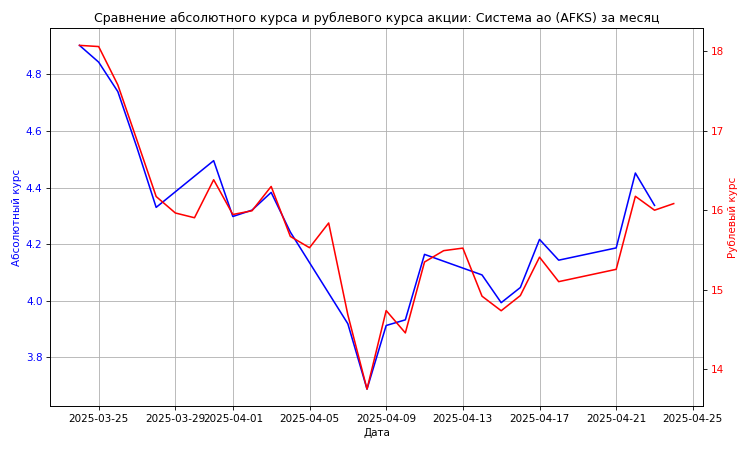 Сравнение абсолютного курса и рублевого курса акции: Система ао (AFKS) за месяц
Абсолютный курс
4.8
4.6
4.4
4.2
4.0
3.8
18
17
16
15
14
Рублевый курс
2025-03-25 2025-03-29 2025-04-01 2025-04-05 2025-04-09 2025-04-13 2025-04-17 2025-04-21 2025-04-25
Дата